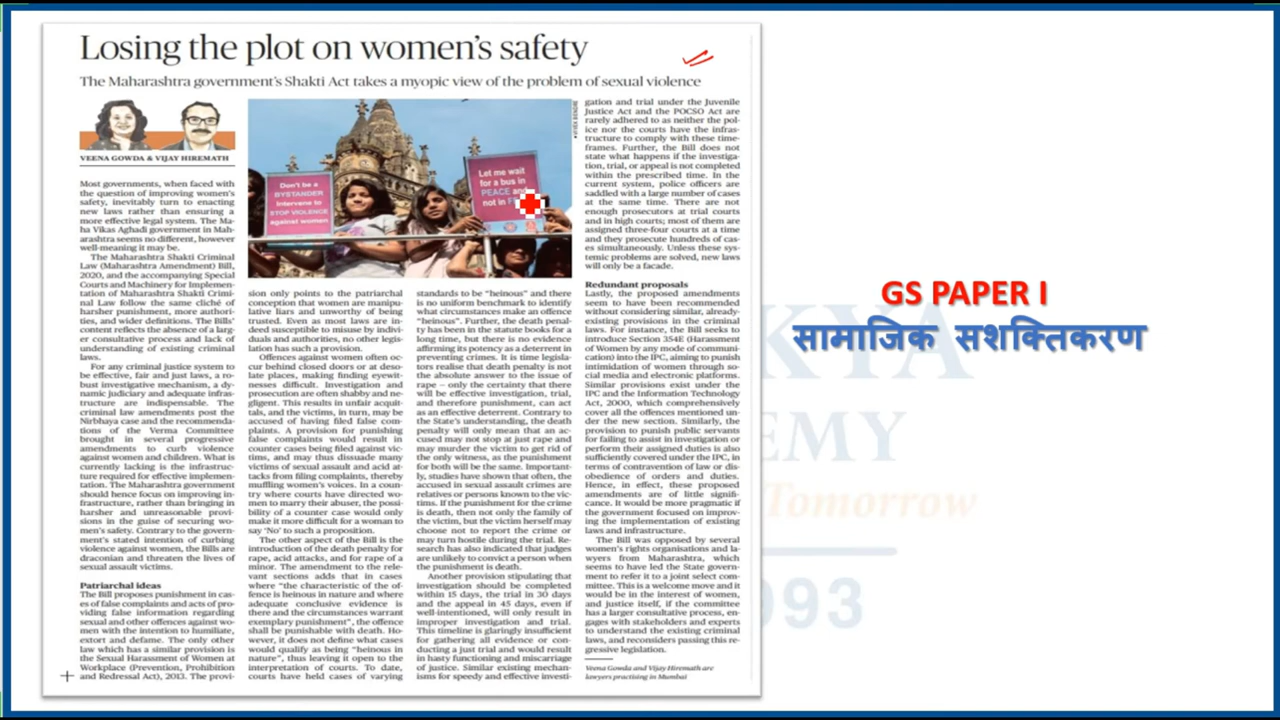 Losing the plot on women's safety
The Maharashtra government's Shakti Act takes a myopic view of the problem of sexual violence
VEENA GOWDA & VIJAY HIREMATH
Most governments, when faced with
the question of improving women's
safety, inevitably turn to enacting
new laws rather than ensuring a
more effective legal system. The Ma-
ha Vikas Aghadi government in Mah-
arashtra seems no different, however
well-meaning it may be.
The Maharashtra Shakti Criminal
Law (Maharashtra Amendment) Bill,
2020, and the accompanying Special
Courts and Machinery for Implemen-
tation of Maharashtra Shakti Crimi-
nal Law follow the same cliché of
harsher punishment, more authori-
ties, and wider definitions. The Bills'
content reflects the absence of a larg-
er consultative process and lack of
understanding of existing criminal
laws.
For any criminal justice system to
be effective, fair and just laws, a ro-
bust investigative mechanism, a dy-
namic judiciary and adequate infras-
tructure are indispensable. The
criminal law amendments post the
Nirbhaya case and the recommenda-
tions of the Verma Committee
brought in several progressive
amendments to curb violence
against women and children. What is
currently lacking is the infrastruc-
ture required for effective implemen-
tation. The Maharashtra government
should hence focus on improving in-
frastructure, rather than bringing in
harsher and unreasonable provi-
sions in the guise of securing wo-
men's safety. Contrary to the govern-
ment's stated intention of curbing
violence against women, the Bills are
draconian and threaten the lives of
sexual assault victims.
Patriarchal ideas
The Bill proposes punishment in cas-
es of false complaints and acts of pro-
viding false information regarding
sexual and other offences against wo-
men with the intention to humiliate,
extort and defame. The only other
law which has a similar provision is
the Sexual Harassment of Women at
Workplace (Prevention, Prohibition
and Redressal Act), 2013. The provi-
Don't be a
BYSTANDER
Intervene to
STOP VIOLENCE
against women
Let me wait
for a bus in
PEACE and
not in
sion only points to the patriarchal
conception that women are manipu-
lative liars and unworthy of being
trusted. Even as most laws are in-
deed susceptible to misuse by indivi-
duals and authorities, no other legis-
lation has such a provision.
Offences against women often oc-
cur behind closed doors or at deso-
late places, making finding eyewit-
nesses difficult. Investigation and
prosecution are often shabby and ne-
gligent. This results in unfair acquit-
tals, and the victims, in turn, may be
accused of having filed false com-
plaints. A provision for punishing
false complaints would result in
counter cases being filed against vic-
tims, and may thus dissuade many
victims of sexual assault and acid at-
tacks from filing complaints, thereby
muffling women's voices. In a coun-
try where courts have directed wo-
men to marry their abuser, the possi-
bility of a counter case would only
make it more difficult for a woman to
say 'No' to such a proposition.
The other aspect of the Bill is the
introduction of the death penalty for
rape, acid attacks, and for rape of a
minor. The amendment to the rele-
vant sections adds that in cases
where "the characteristic of the of-
fence is heinous in nature and where
adequate conclusive evidence is
there and the circumstances warrant
exemplary punishment", the offence
shall be punishable with death. Ho-
wever, it does not define what cases
would qualify as being "heinous in
nature", thus leaving it open to the
interpretation of courts. To date,
courts have held cases of varying
standards to be "heinous" and there
is no uniform benchmark to identify
what circumstances make an offence
"heinous". Further, the death penal-
ty has been in the statute books for a
long time, but there is no evidence
affirming its potency as a deterrent in
preventing crimes. It is time legisla-
tors realise that death penalty is not
the absolute answer to the issue of
rape – only the certainty that there
will be effective investigation, trial,
and therefore punishment, can act
as an effective deterrent. Contrary to
the State's understanding, the death
penalty will only mean that an ac-
cused may not stop at just rape and
may murder the victim to get rid of
the only witness, as the punishment
for both will be the same. Important-
ly, studies have shown that often, the
accused in sexual assault crimes are
relatives or persons known to the vic-
tims. If the punishment for the crime
is death, then not only the family of
the victim, but the victim herself may
choose not to report the crime or
may turn hostile during the trial. Re-
search has also indicated that judges
are unlikely to convict a person when
the punishment is death.
Another provision stipulating that
investigation should be completed
within 15 days, the trial in 30 days
and the appeal in 45 days, even if
well-intentioned, will only result in
improper investigation and trial.
This timeline is glaringly insufficient
for gathering all evidence or con-
ducting a just trial and would result
in hasty functioning and miscarriage
of justice. Similar existing mechan-
isms for speedy and effective investi-
gation and trial under the Juvenile
Justice Act and the POCSO Act are
rarely adhered to as neither the pol-
ice nor the courts have the infras-
tructure to comply with these time-
frames. Further, the Bill does not
state what happens if the investiga-
tion, trial, or appeal is not completed
within the prescribed time. In the
current system, police officers are
saddled with a large number of cases
at the same time. There are not
enough prosecutors at trial courts
and in high courts; most of them are
assigned three-four courts at a time
and they prosecute hundreds of cas-
es simultaneously. Unless these sys-
temic problems are solved, new laws
will only be a facade.
Redundant proposals
Lastly, the proposed amendments
seem to have been recommended
without considering similar, already-
existing provisions in the criminal
laws. For instance, the Bill seeks to
introduce Section 354E (Harassment
of Women by any mode of communi-
cation) into the IPC, aiming to punish
intimidation of women through so-
cial media and electronic platforms.
Similar provisions exist under the
IPC and the Information Technology
Act, 2000, which comprehensively
cover all the offences mentioned un-
der the new section. Similarly, the
provision to punish public servants
for failing to assist in investigation or
perform their assigned duties is also
sufficiently covered under the IPC, in
terms of contravention of law or dis-
obedience of orders and duties.
Hence, in effect, these proposed
amendments are of little signifi-
cance. It would be more pragmatic if
the government focused on improv-
ing the implementation of existing
laws and infrastructure.
The Bill was opposed by several
women's rights organisations and la-
wyers from Maharashtra, which
seems to have led the State govern-
ment to refer it to a joint select com-
mittee. This is a welcome move and it
would be in the interest of women,
and justice itself, if the committee
has a larger consultative process, en-
gages with stakeholders and experts
to understand the existing criminal
laws, and reconsiders passing this re-
gressive legislation.
Veena Gowda and Vijay Hiremath are
lawyers practising in Mumbai
GS PAPER I
सामाजिक सशक्तिकरण